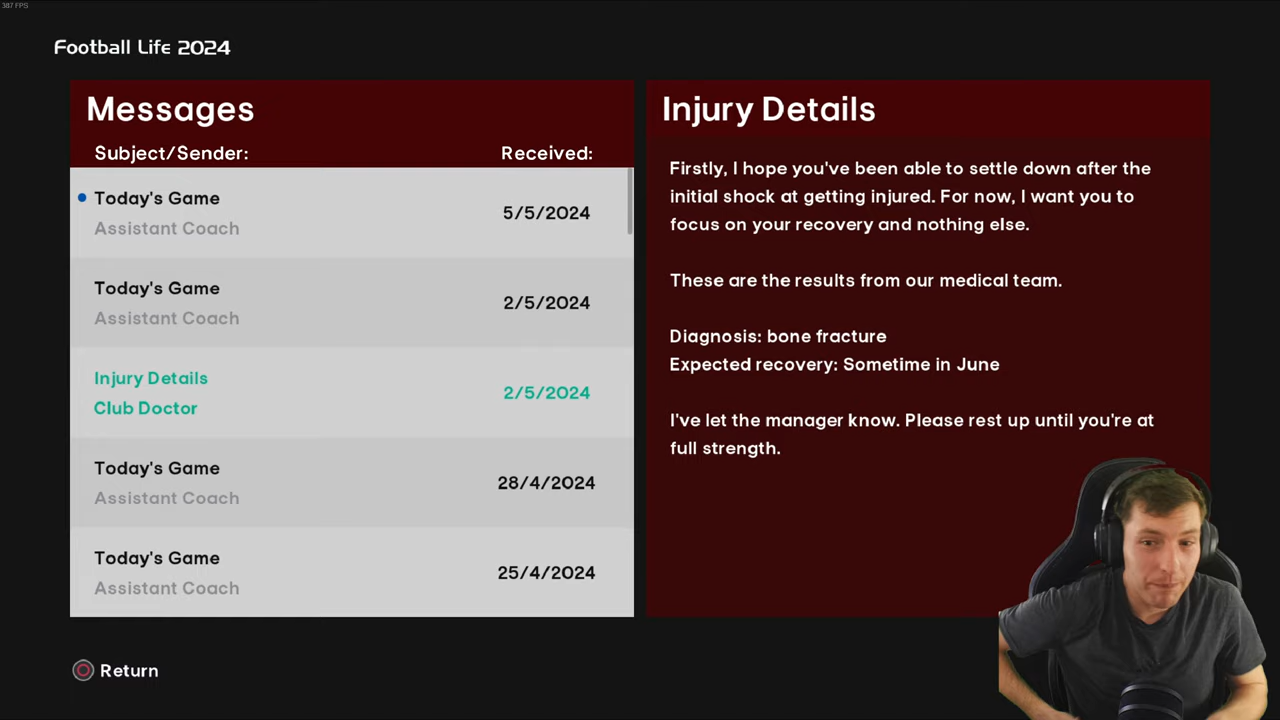 387 FPS
Football Life 2024
Messages
Subject/Sender: Received:
Today's Game
Assistant Coach
5/5/2024
Today's Game
Assistant Coach
2/5/2024
Injury Details
Club Doctor
2/5/2024
Today's Game
Assistant Coach
28/4/2024
Today's Game
Assistant Coach
25/4/2024
Injury Details
Firstly, I hope you've been able to settle down after the
initial shock at getting injured. For now, I want you to
focus on your recovery and nothing else.
These are the results from our medical team.
Diagnosis: bone fracture
Expected recovery: Sometime in June
I've let the manager know. Please rest up until you're at
full strength.
Return